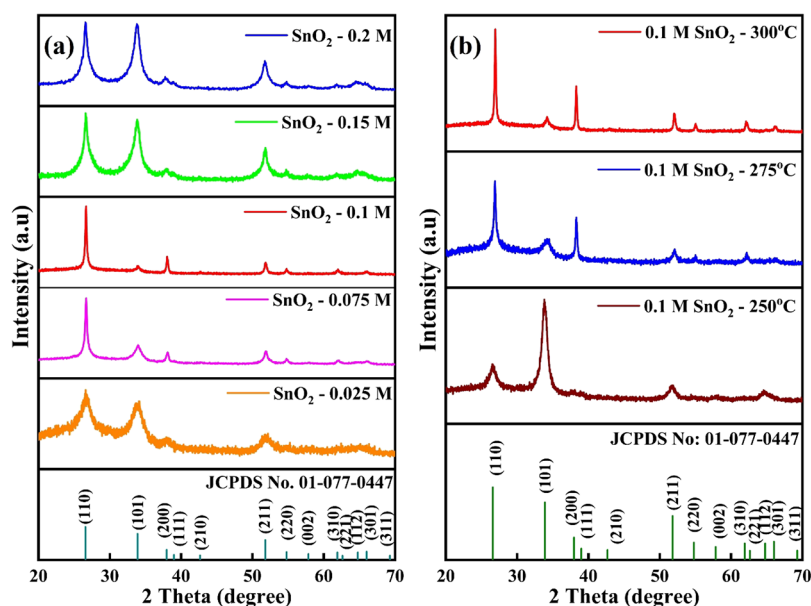 (a)
SnO2 - 0.2 M
SnO2 - 0.15 M
SnO2 - 0.1 M
SnO2 - 0.075 M
SnO2 - 0.025 M
JCPDS No. 01-077-0447
(110)
(101)
(200)
(111)
(210)
(211)
(220)
(002)
(310)
(221)
(112)
(301)
(311)
20 30 40 50 60 70
2 Theta (degree)
Intensity (a.u)
(b)
0.1 M SnO2 - 300°C
0.1 M SnO2 - 275°C
0.1 M SnO2 - 250°C
JCPDS No: 01-077-0447
(110)
(101)
(200)
(111)
(210)
(211)
(220)
(002)
(310)
(221)
(112)
(301)
(311)
20 30 40 50 60 70
2 Theta (degree)
Intensity (a.u)